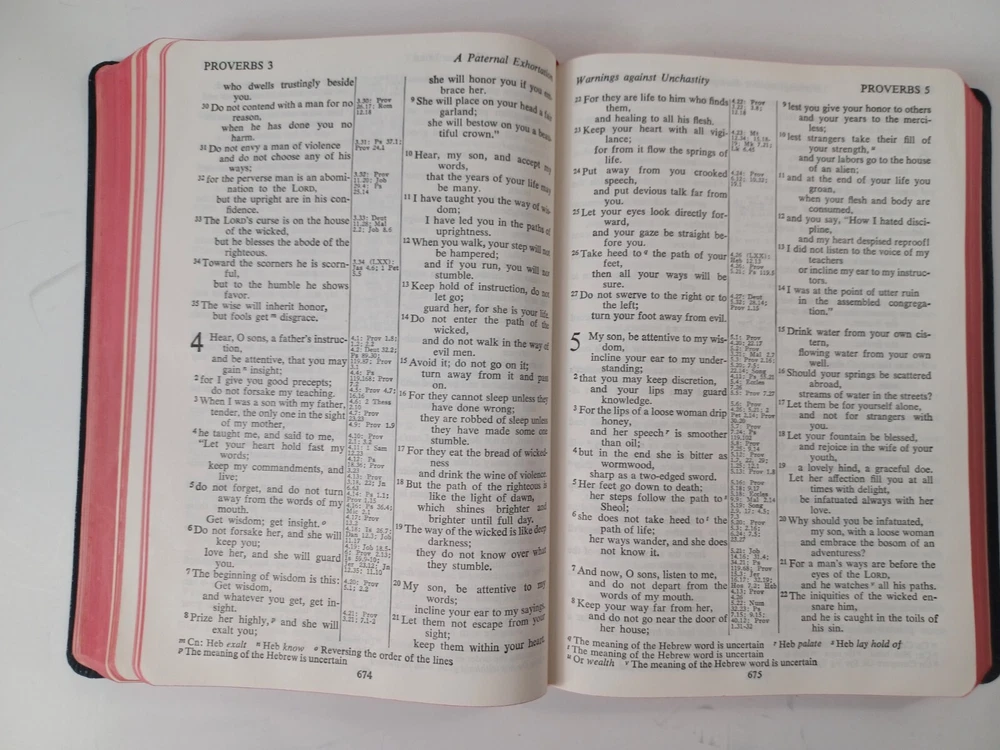 PROVERBS 3
A Paternal
who dwells trustingly beside
you.
30 Do not contend with a man for no
reason,
when he has done you no
harm.
31 Do not envy a man of violence
and do not choose any of his
ways;
32 for the perverse man is an abomi-
nation to the LORD,
but the upright are in his con-
fidence.
33 The LORD's curse is on the house
of the wicked,
but he blesses the abode of the
righteous.
34 Toward the scorners he is scorn-
ful,
but to the humble he shows
favor.
35 The wise will inherit honor,
but fools get m disgrace.
4 Hear, O sons, a father's instruc-
tion,
and be attentive, that you may
gain n insight;
2 for I give you good precepts;
do not forsake my teaching.
3 When I was a son with my father,
tender, the only one in the sight
of my mother,
4 he taught me, and said to me,
"Let your heart hold fast my
words;
keep my commandments, and
live;
5 do not forget, and do not turn
away from the words of my
mouth.
Get wisdom; get insight. o
6 Do not forsake her, and she will
keep you;
love her, and she will guard
you.
7 The beginning of wisdom is this:
Get wisdom,
and whatever you get, get in-
sight.
8 Prize her highly, p and she will
exalt you;
she will honor you if you
brace her.
9 She will place on your head a
garland;
she will bestow on you a
tiful crown."
10 Hear, my son, and accept my
words,
that the years of your life may
be many.
11 I have taught you the way of
dom;
I have led you in the paths of
uprightness.
12 When you walk, your step will not
be hampered;
and if you run, you will not
stumble.
13 Keep hold of instruction, do not
let go;
guard her, for she is your life.
14 Do not enter the path of the
wicked,
and do not walk in the way of
evil men.
15 Avoid it; do not go on it;
turn away from it and pass
on.
16 For they cannot sleep unless they
have done wrong;
they are robbed of sleep unless
they have made some one
stumble.
17 For they eat the bread of wicked-
ness
and drink the wine of violence.
18 But the path of the righteous is
like the light of dawn,
which shines brighter and
brighter until full day.
19 The way of the wicked is like deep
darkness;
they do not know over what
they stumble.
20 My son, be attentive to my
words;
incline your ear to my sayings.
21 Let them not escape from your
sight;
keep them within your heart.
m Cn: Heb exalt n Heb know o Reversing the order of the lines
p The meaning of the Hebrew is uncertain
674
Warnings against Unchastity
PROVERBS 5
22 For they are life to him who finds
them,
and healing to all his flesh.
23 Keep your heart with all vigi-
lance;
for from it flow the springs of
life.
24 Put away from you crooked
speech,
and put devious talk far from
you.
25 Let your eyes look directly for-
ward,
and your gaze be straight be-
fore you.
26 Take heed to q the path of your
feet,
then all your ways will be
sure.
27 Do not swerve to the right or to
the left;
turn your foot away from evil.
5 My son, be attentive to my wis-
dom,
incline your ear to my under-
standing;
2 that you may keep discretion,
and your lips may guard
knowledge.
3 For the lips of a loose woman drip
honey,
and her speech r is smoother
than oil;
4 but in the end she is bitter as
wormwood,
sharp as a two-edged sword.
5 Her feet go down to death;
her steps follow the path to s
Sheol;
6 she does not take heed to t the
path of life;
her ways wander, and she does
not know it.
7 And now, O sons, listen to me,
and do not depart from the
words of my mouth.
8 Keep your way far from her,
and do not go near the door of
her house;
9 lest you give your honor to others
and your years to the merci-
less;
10 lest strangers take their fill of
your strength, u
and your labors go to the house
of an alien;
11 and at the end of your life you
groan,
when your flesh and body are
consumed,
12 and you say, "How I hated disci-
pline,
and my heart despised reproof!
13 I did not listen to the voice of my
teachers
or incline my ear to my instruc-
tors.
14 I was at the point of utter ruin
in the assembled congrega-
tion."
15 Drink water from your own cis-
tern,
flowing water from your own
well.
16 Should your springs be scattered
abroad,
streams of water in the streets?
17 Let them be for yourself alone,
and not for strangers with
you.
18 Let your fountain be blessed,
and rejoice in the wife of your
youth,
19 a lovely hind, a graceful doe.
Let her affection fill you at all
times with delight,
be infatuated always with her
love.
20 Why should you be infatuated,
my son, with a loose woman
and embrace the bosom of an
adventuress?
21 For a man's ways are before the
eyes of the LORD,
and he watches v all his paths.
22 The iniquities of the wicked en-
snare him,
and he is caught in the toils of
his sin.
q The meaning of the Hebrew word is uncertain r Heb palate s Heb lay hold of
t The meaning of the Hebrew word is uncertain
u Or wealth v The meaning of the Hebrew word is uncertain
675